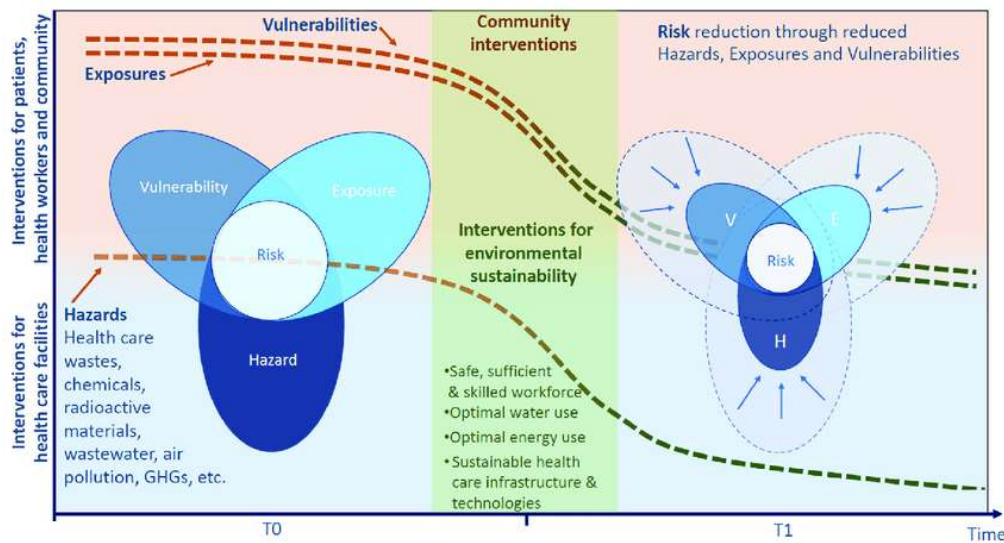 Interventions for patients,
health workers and community
Interventions for
health care facilities
Vulnerabilities
Exposures
Community
interventions
Risk reduction through reduced
Hazards, Exposures and Vulnerabilities
Vulnerability
Exposure
Risk
Hazard
Hazards
Health care
wastes,
chemicals,
radioactive
materials,
wastewater, air
pollution, GHGs, etc.
Interventions for
environmental
sustainability
•Safe, sufficient
& skilled workforce
•Optimal water use
•Optimal energy use
•Sustainable health
care infrastructure &
technologies
V
E
Risk
H
T0
T1
Time